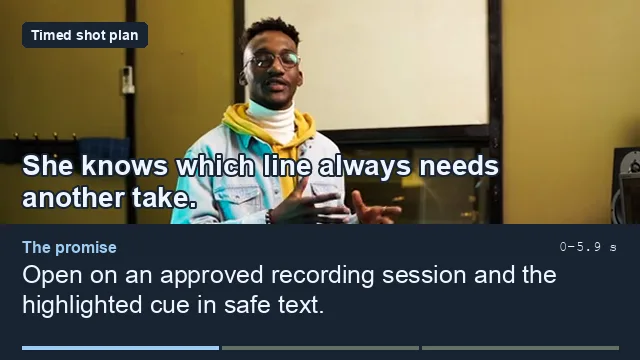 Timed shot plan
She knows which line always needs
another take.
The promise
0–5.9 s
Open on an approved recording session and the
highlighted cue in safe text.